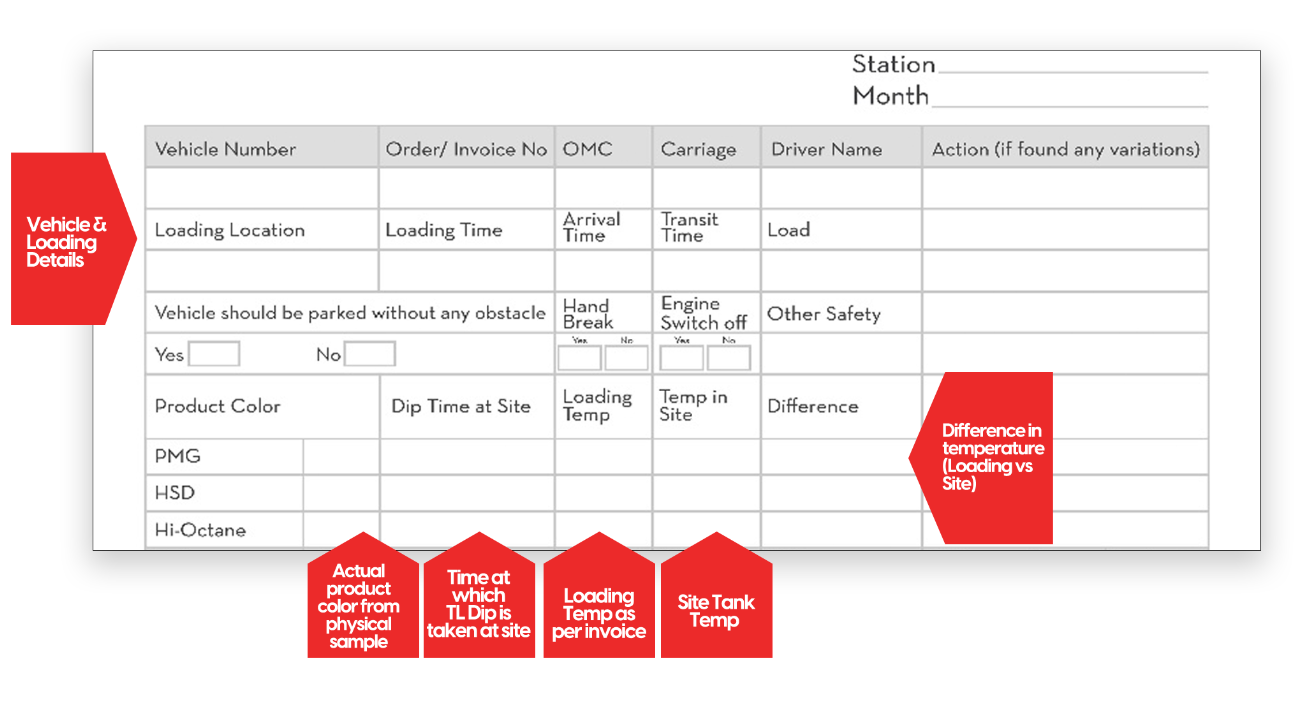 Station
Month
Vehicle Number Order/ Invoice No OMC Carriage Driver Name Action (if found any variations)
Vehicle &
Loading
Details
Loading Location Loading Time Arrival Time Transit Time Load
Vehicle should be parked without any obstacle Hand Break Engine Switch off Other Safety
Yes No Yes No Yes No
Product Color Dip Time at Site Loading Temp Temp in Site Difference
Difference in
temperature
(Loading vs
Site)
PMG
HSD
Hi-Octane
Actual
product
color from
physical
sample
Time at
which
TL Dip is
taken at site
Loading
Temp as
per invoice
Site Tank
Temp